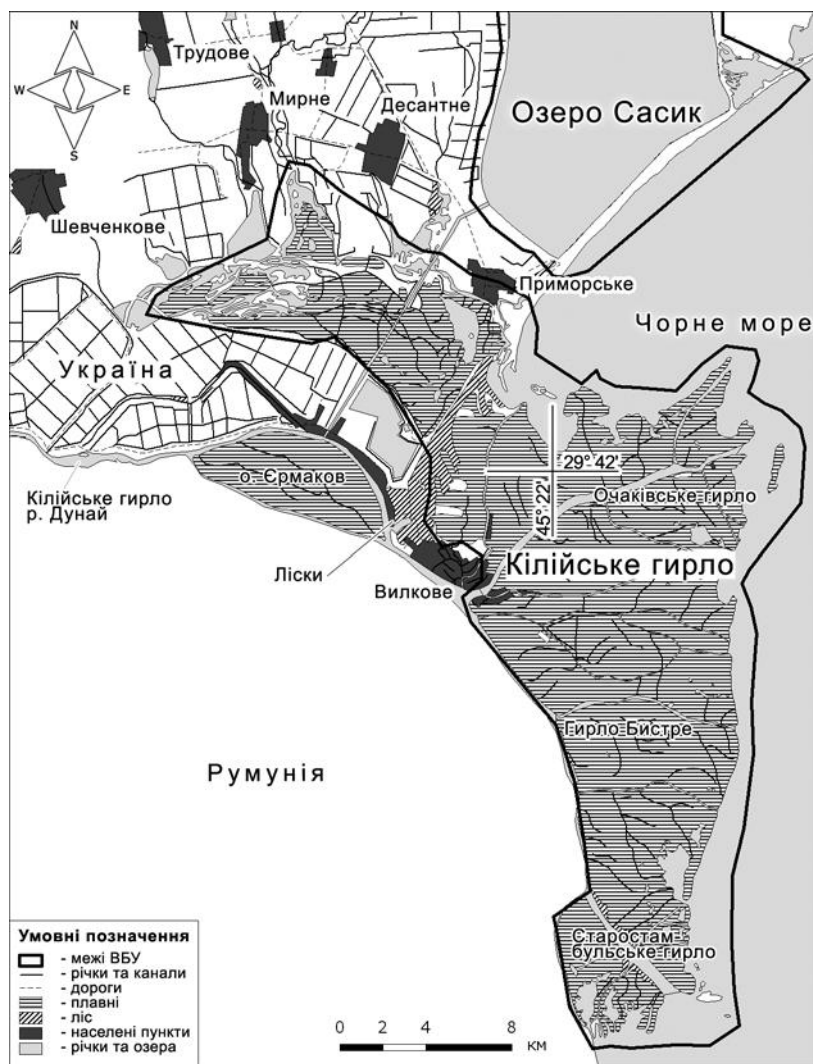 N
W
E
S
Трудове
Мирне
Десантне
Озеро Сасик
Шевченкове
Приморське
Чорне море
Україна
29° 42'
45° 22'
о. Єрмаков
Очаківське гирло
Кілійське гирло
р. Дунай
Кілійське гирло
Ліски
Вилкове
Гирло Бистре
Румунія
Старостам-
бульське гирло
Умовні позначення
- межі ВБУ
- річки та канали
- дороги
- плавні
- ліс
- населені пункти
- річки та озера
0 2 4 8
км